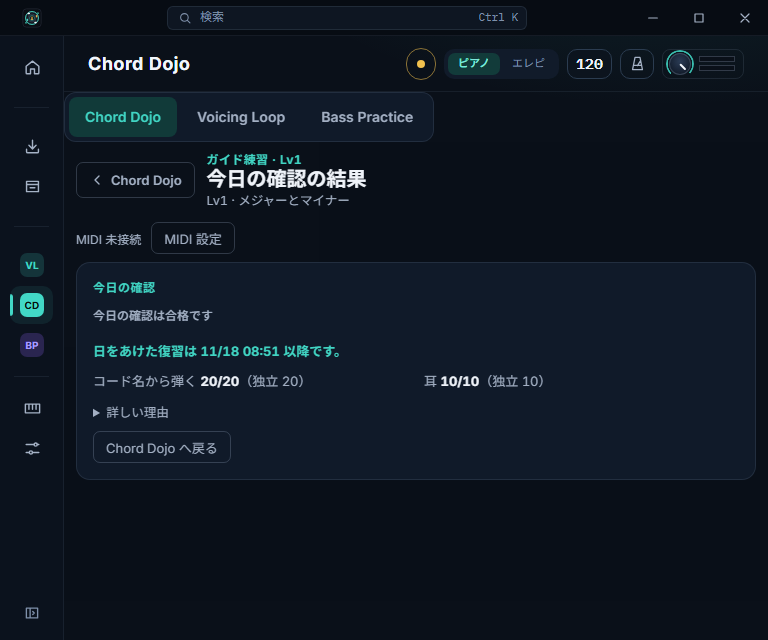 検索
Ctrl K
Chord Dojo
ピアノ
エレピ
120
Chord Dojo
Voicing Loop
Bass Practice
Chord Dojo
ガイド練習 · Lv1
今日の確認の結果
Lv1 · メジャーとマイナー
MIDI 未接続
MIDI 設定
VL
CD
BP
今日の確認
今日の確認は合格です
日をあけた復習は 11/18 08:51 以降です。
コード名から弾く 20/20（独立 20）
耳 10/10（独立 10）
詳しい理由
Chord Dojo へ戻る